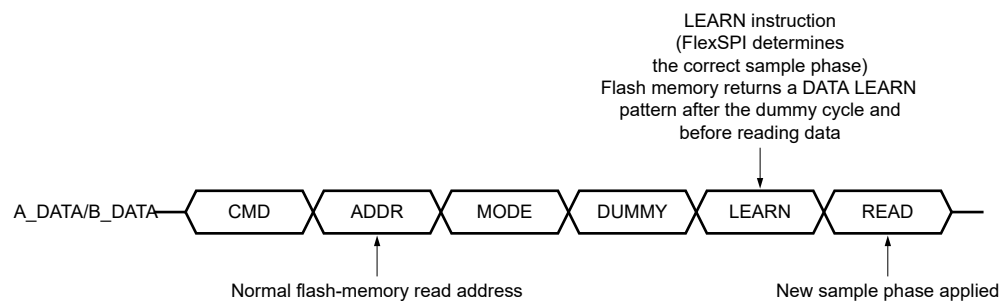 LEARN instruction
(FlexSPI determines
the correct sample phase)
Flash memory returns a DATA LEARN
pattern after the dummy cycle and
before reading data
A_DATA/B_DATA CMD ADDR MODE DUMMY LEARN READ
Normal flash-memory read address New sample phase applied